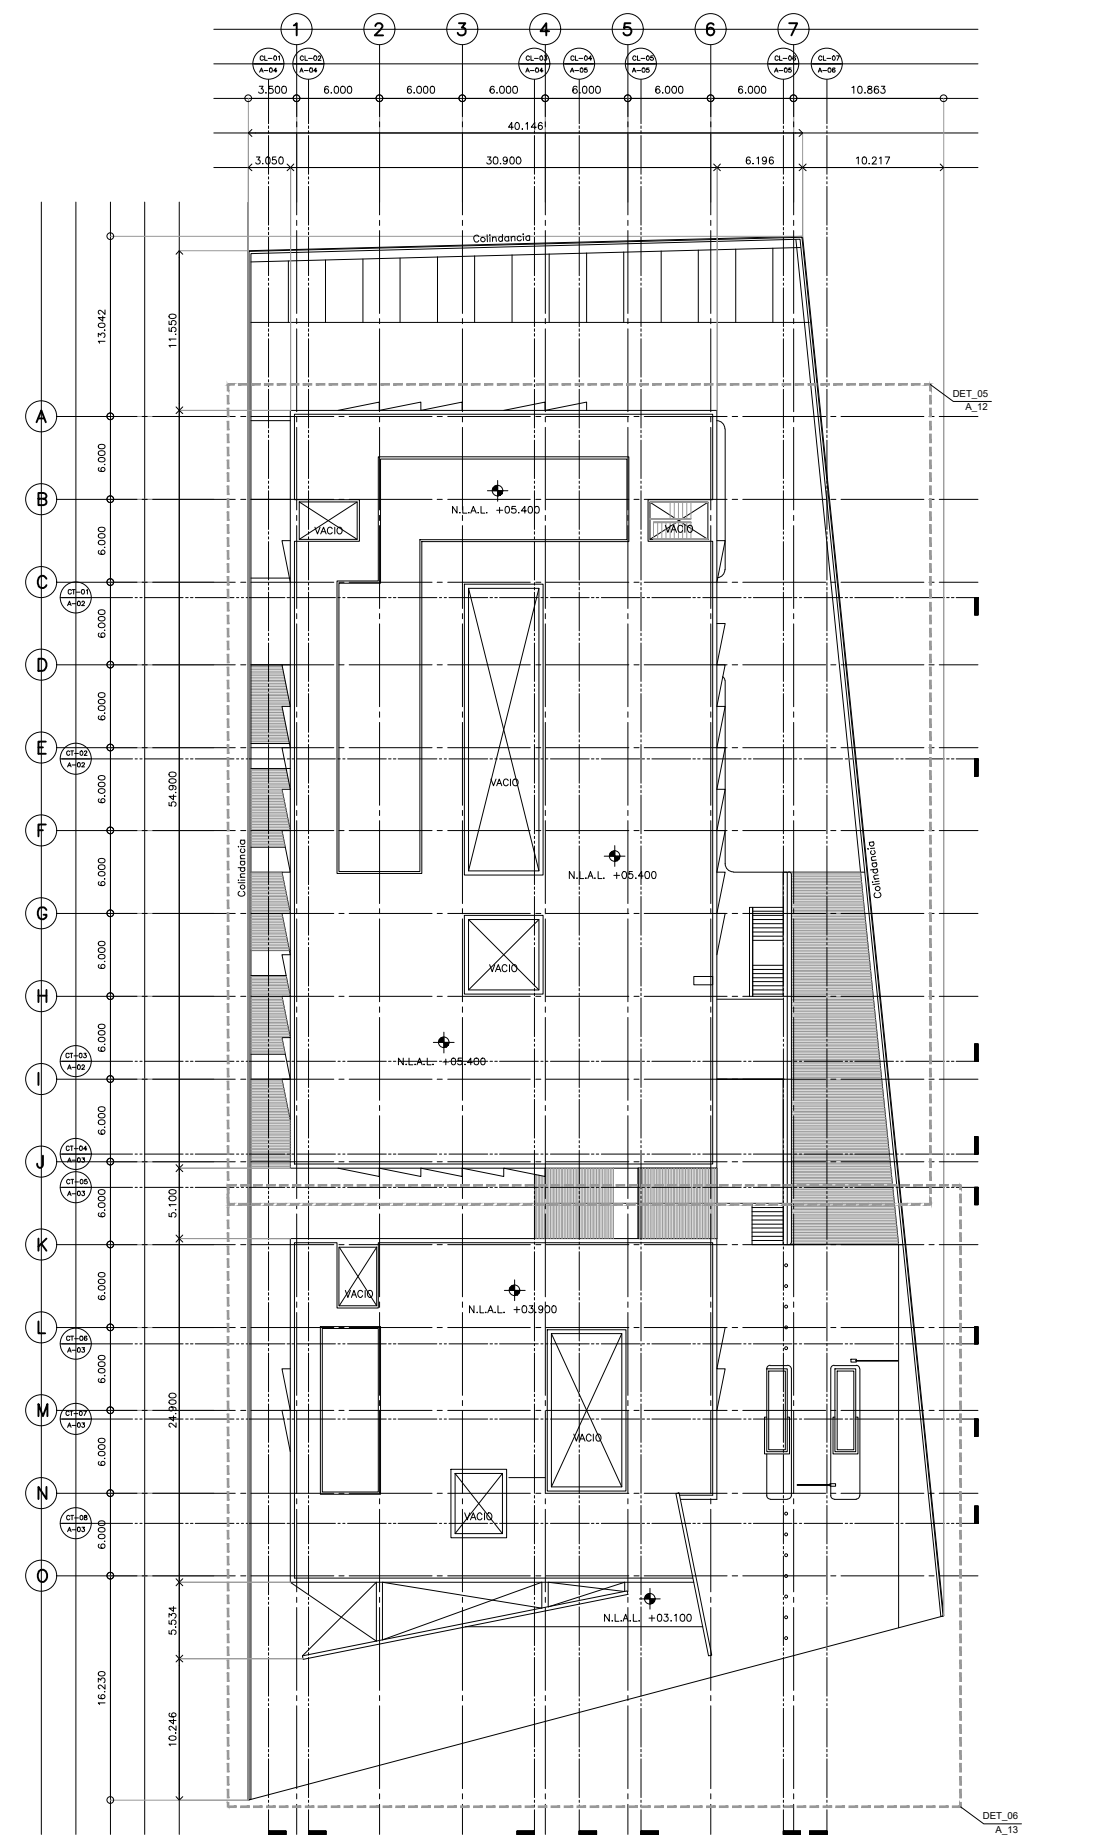 1 2 3 4 5 6 7
CL-01 CL-02 CL-03 CL-04 CL-05 CL-06 CL-07
A-04 A-04 A-04 A-05 A-05 A-05 A-06
3.500 6.000 6.000 6.000 6.000 6.000 6.000 10.863
40.146
3.050 30.900 6.196 10.217
Colindancia
13.042
11.550
DET_05
A_12
A
6.000
B
N.L.A.L. +05.400
VACIO
VACIO
6.000
C
CT-01
A-02
6.000
D
6.000
E
CT-02
A-02
VACIO
6.000
54.900
F
Colindancia
Colindancia
6.000
N.L.A.L. +05.400
G
6.000
VACIO
H
6.000
CT-03
A-02
N.L.A.L. +05.400
I
6.000
CT-04
A-03
J
CT-05
A-03
6.000
5.100
K
6.000
VACIO
N.L.A.L. +03.900
L
CT-06
A-03
6.000
M
CT-07
A-03
24.900
VACIO
6.000
N
VACIO
CT-08
A-03
6.000
O
5.534
N.L.A.L. +03.100
16.230
10.246
DET_06
A_13